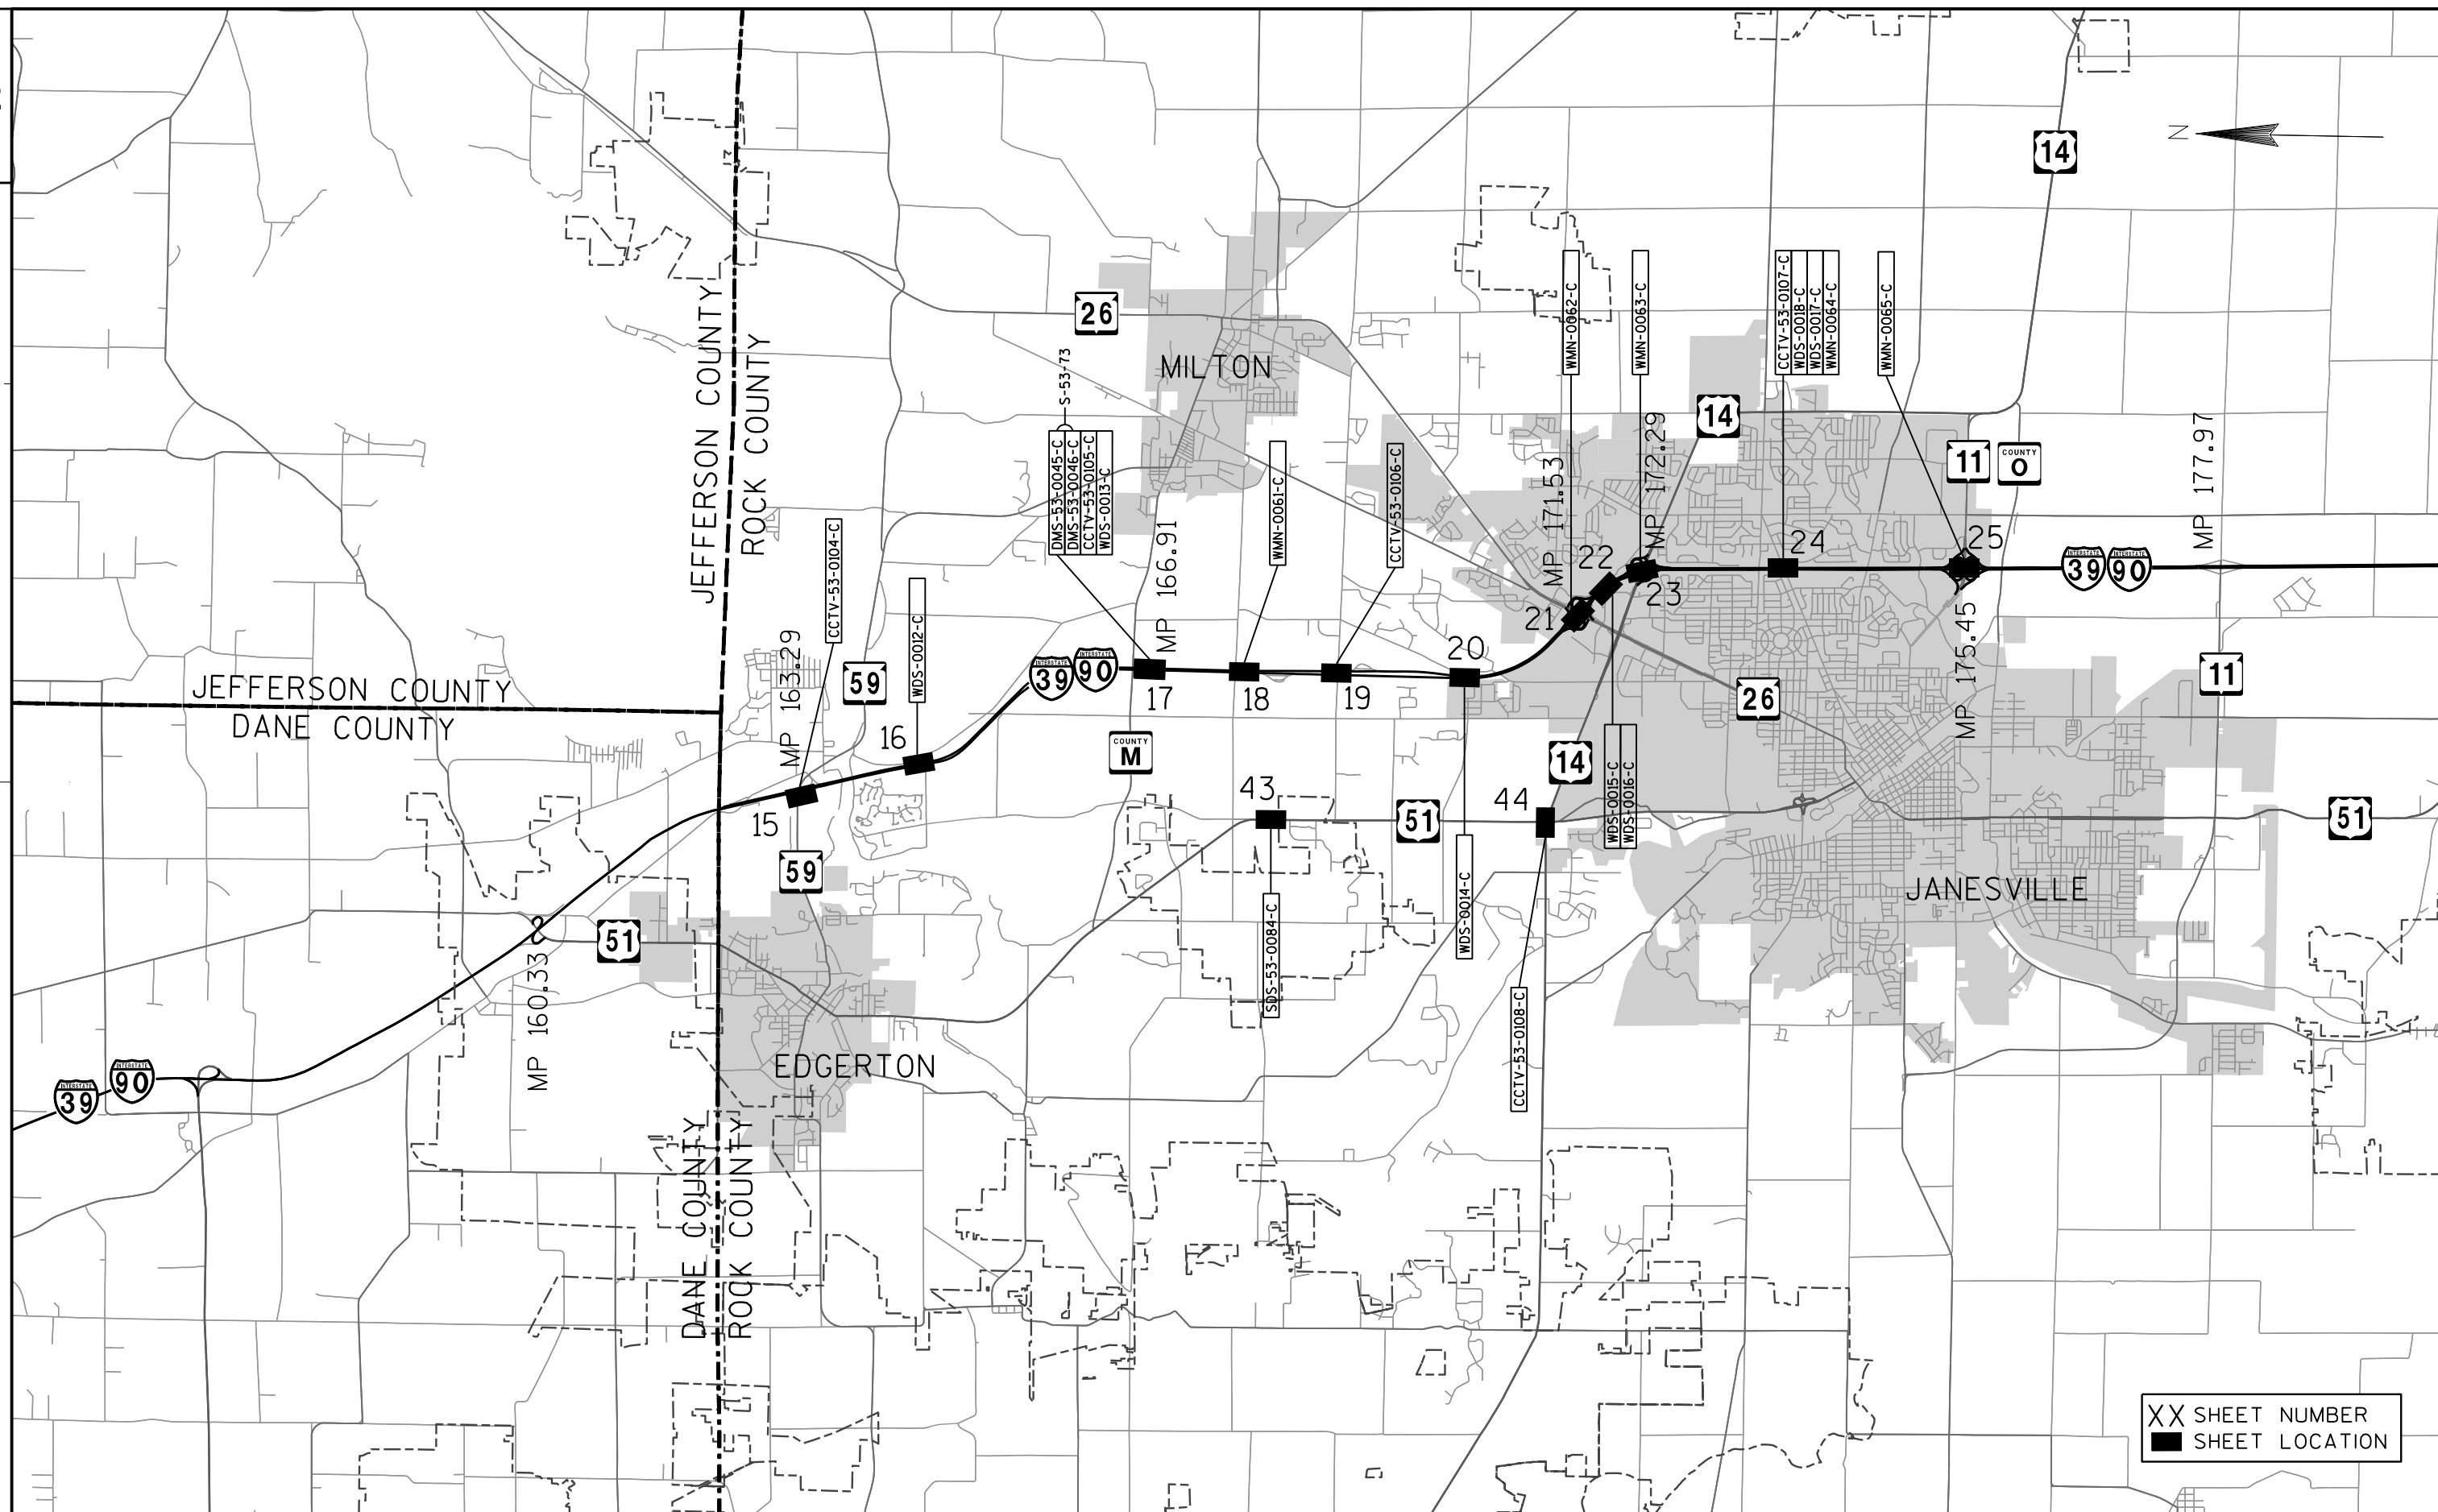 N
14
JEFFERSON COUNTY
ROCK COUNTY
26
MILTON
S-53-73
DMS-53-0045-C
DMS-53-0046-C
CCTV-53-0105-C
WDS-0013-C
WMN-0061-C
CCTV-53-0106-C
WMN-0062-C
WMN-0063-C
CCTV-53-0107-C
WDS-0018-C
WDS-0017-C
WMN-0064-C
WMN-0065-C
14
11
COUNTY
O
MP 177.97
MP 171.53
MP 172.29
MP 166.91
CCTV-53-0104-C
WDS-0012-C
22
24
25
INTERSTATE
39
INTERSTATE
90
21
23
MP 175.45
20
MP 163.29
59
INTERSTATE
39
INTERSTATE
90
17
18
19
26
11
JEFFERSON COUNTY
DANE COUNTY
16
15
COUNTY
M
14
WDS-0015-C
WDS-0016-C
43
44
51
51
59
WDS-0014-C
SDS-53-0084-C
JANESVILLE
51
MP 160.33
CCTV-53-0108-C
EDGERTON
INTERSTATE
39
INTERSTATE
90
DANE COUNTY
ROCK COUNTY
XX SHEET NUMBER
SHEET LOCATION